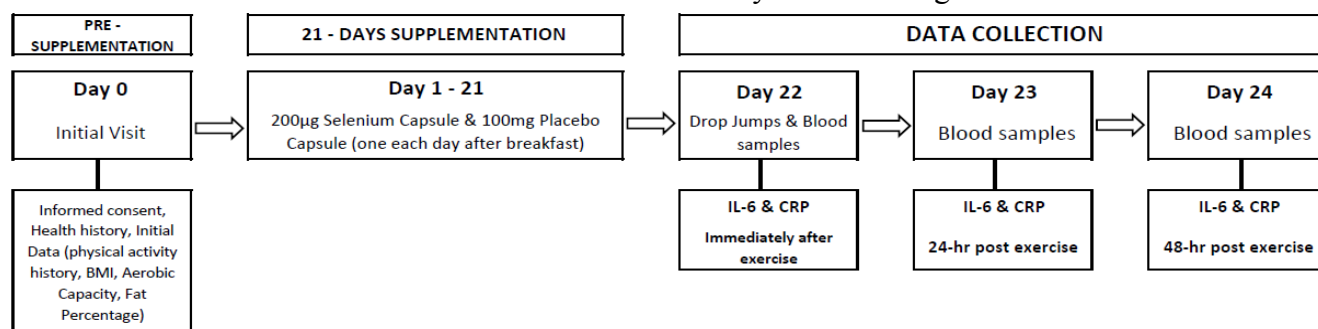 PRE -
SUPPLEMENTATION
21 - DAYS SUPPLEMENTATION
DATA COLLECTION
Day 0
Initial Visit
Day 1 - 21
200µg Selenium Capsule & 100mg Placebo
Capsule (one each day after breakfast)
Day 22
Drop Jumps & Blood
samples
Day 23
Blood samples
Day 24
Blood samples
Informed consent,
Health history, Initial
Data (physical activity
history, BMI, Aerobic
Capacity, Fat
Percentage)
IL-6 & CRP
Immediately after
exercise
IL-6 & CRP
24-hr post exercise
IL-6 & CRP
48-hr post exercise